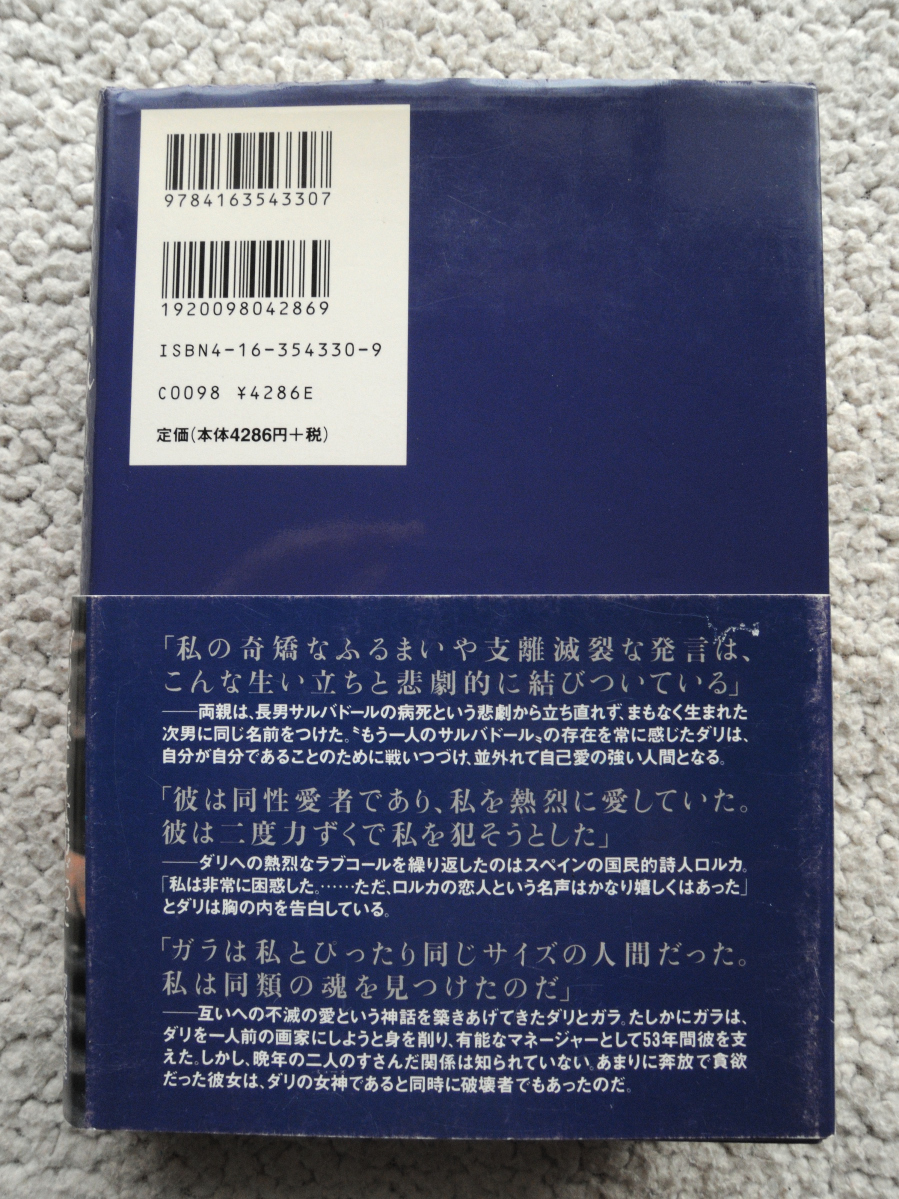 9784163543307
1920098042869
ISBN4-16-354330-9
C0098 ¥4286E
定価(本体4286円+税)
「私の奇矯なふるまいや支離滅裂な発言は、
こんな生い立ちと悲劇的に結びついている」
──両親は、長男サルバドールの病死という悲劇から立ち直れず、まもなく生まれた
次男に同じ名前をつけた。〝もう一人のサルバドール〟の存在を常に感じたダリは、
自分が自分であることのために戦いつづけ、並外れて自己愛の強い人間となる。
「彼は同性愛者であり、私を熱烈に愛していた。
彼は二度力ずくで私を犯そうとした」
──ダリへの熱烈なラブコールを繰り返したのはスペインの国民的詩人ロルカ。
「私は非常に困惑した。……ただ、ロルカの恋人という名声はかなり嬉しくはあった」
とダリは胸の内を告白している。
「ガラは私とぴったり同じサイズの人間だった。
私は同類の魂を見つけたのだ」
──互いへの不滅の愛という神話を築きあげてきたダリとガラ。たしかにガラは、
ダリを一人前の画家にしようと身を削り、有能なマネージャーとして53年間彼を支
えた。しかし、晩年の二人のすさんだ関係は知られていない。あまりに奔放で貪欲
だった彼女は、ダリの女神であると同時に破壊者でもあったのだ。